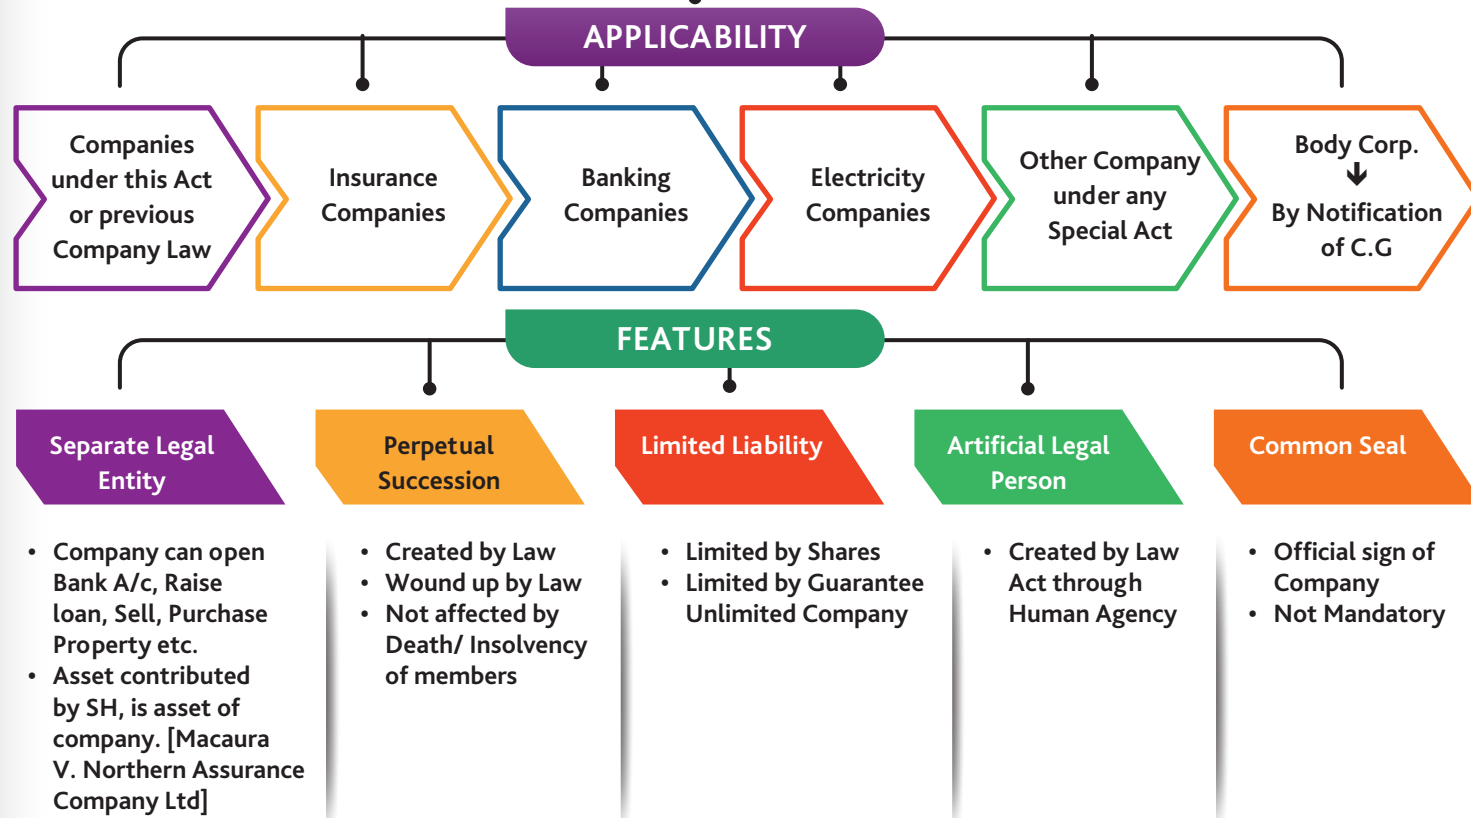 APPLICABILITY
Companies
under this Act
or previous
Company Law
Insurance
Companies
Banking
Companies
Electricity
Companies
Other Company
under any
Special Act
Body Corp.
↓
By Notification
of C.G
FEATURES
Separate Legal
Entity
• Company can open
Bank A/c, Raise
loan, Sell, Purchase
Property etc.
• Asset contributed
by SH, is asset of
company. [Macaura
V. Northern Assurance
Company Ltd]
Perpetual
Succession
• Created by Law
• Wound up by Law
• Not affected by
Death/ Insolvency
of members
Limited Liability
• Limited by Shares
• Limited by Guarantee
Unlimited Company
Artificial Legal
Person
• Created by Law
Act through
Human Agency
Common Seal
• Official sign of
Company
• Not Mandatory